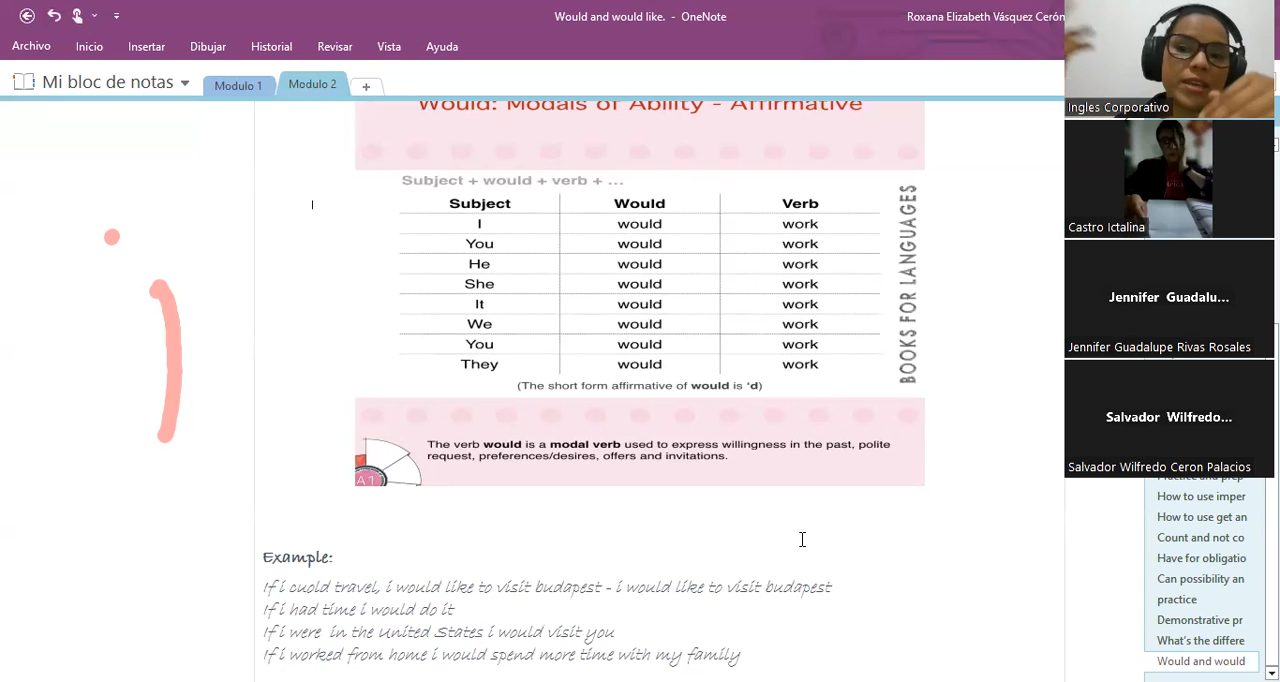 Would and would like. - OneNote
Roxana Elizabeth Vásquez Cerón
Archivo Inicio Insertar Dibujar Historial Revisar Vista Ayuda
Mi bloc de notas
Modulo 1
Modulo 2
+
Would: Modals of Ability - Affirmative
Subject + would + verb + ...
Subject Would Verb
I would work
You would work
He would work
She would work
It would work
We would work
You would work
They would work
(The short form affirmative of would is 'd)
BOOKS FOR LANGUAGES
The verb would is a modal verb used to express willingness in the past, polite
request, preferences/desires, offers and invitations.
A1
Example:
If i cuold travel, i would like to visit budapest - i would like to visit budapest
If i had time i would do it
If i were in the United States i would visit you
If i worked from home i would spend more time with my family
Ingles Corporativo
Castro Ictalina
Jennifer Guadalu...
Jennifer Guadalupe Rivas Rosales
Salvador Wilfredo...
Salvador Wilfredo Ceron Palacios
Practice and prep
How to use imper
How to use get an
Count and not co
Have for obligatio
Can possibility an
practice
Demonstrative pr
What's the differe
Would and would